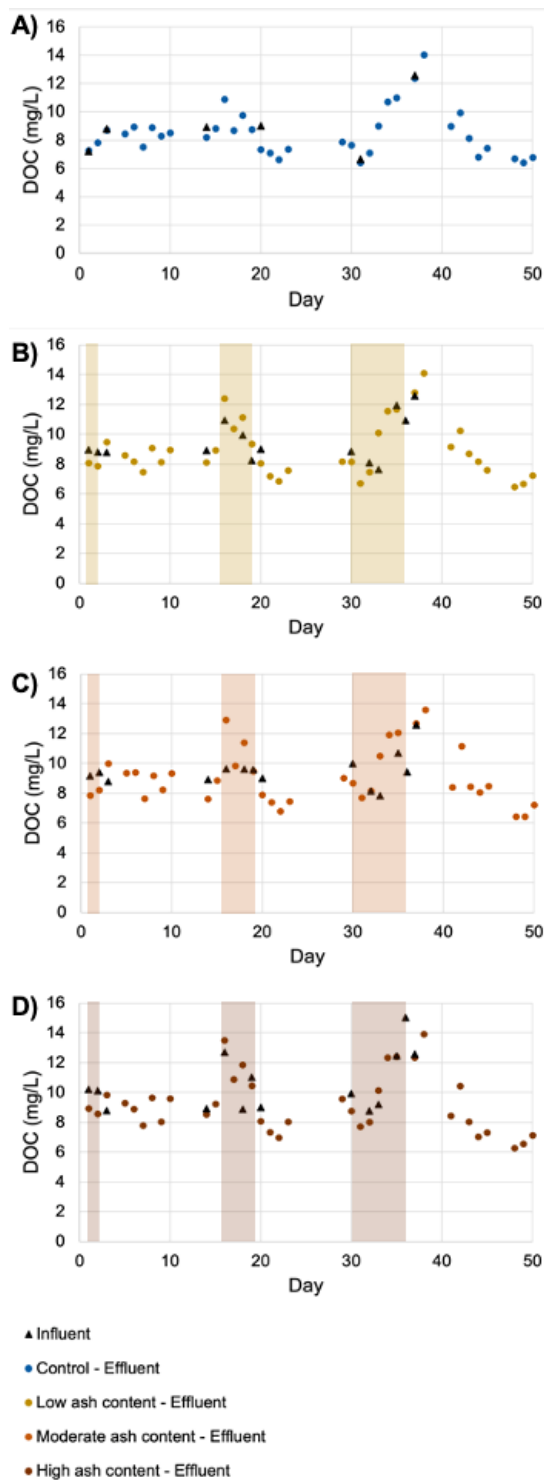 A)
16
14
12
10
8
6
4
2
0
DOC (mg/L)
0 10 20 30 40 50
Day
B)
16
14
12
10
8
6
4
2
0
DOC (mg/L)
0 10 20 30 40 50
Day
C)
16
14
12
10
8
6
4
2
0
DOC (mg/L)
0 10 20 30 40 50
Day
D)
16
14
12
10
8
6
4
2
0
DOC (mg/L)
0 10 20 30 40 50
Day
Influent
Control - Effluent
Low ash content - Effluent
Moderate ash content - Effluent
High ash content - Effluent